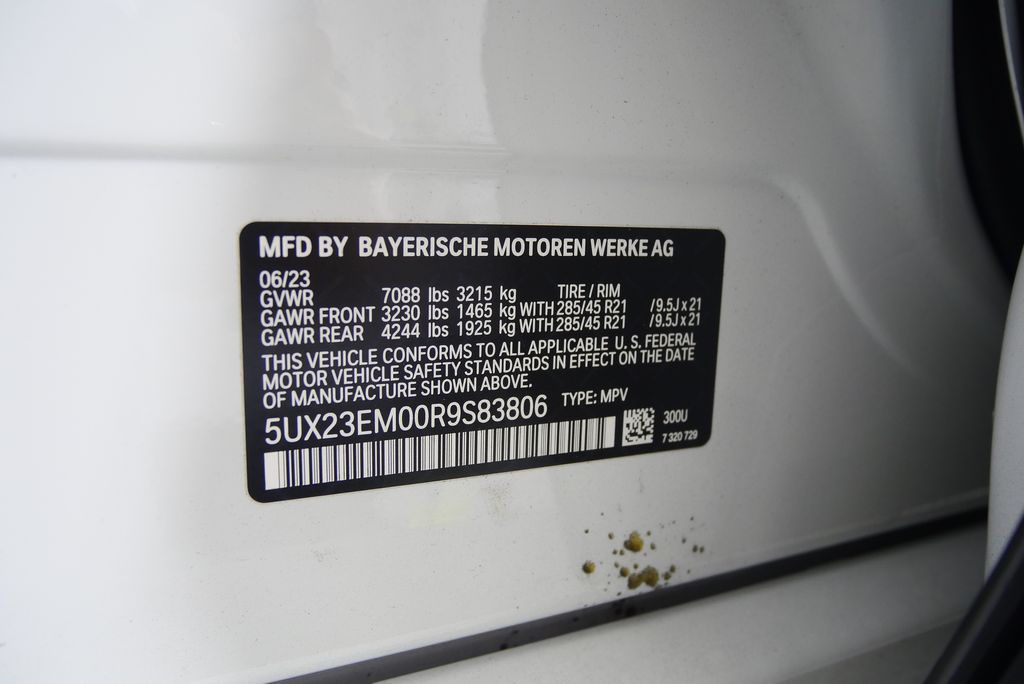 MFD BY BAYERISCHE MOTOREN WERKE AG
06/23
GVWR 7088 lbs 3215 kg TIRE / RIM
GAWR FRONT 3230 lbs 1465 kg WITH 285/45 R21 /9.5J x 21
GAWR REAR 4244 lbs 1925 kg WITH 285/45 R21 /9.5J x 21
THIS VEHICLE CONFORMS TO ALL APPLICABLE U. S. FEDERAL
MOTOR VEHICLE SAFETY STANDARDS IN EFFECT ON THE DATE
OF MANUFACTURE SHOWN ABOVE.
5UX23EM00R9S83806 TYPE: MPV
300U
7 320 729